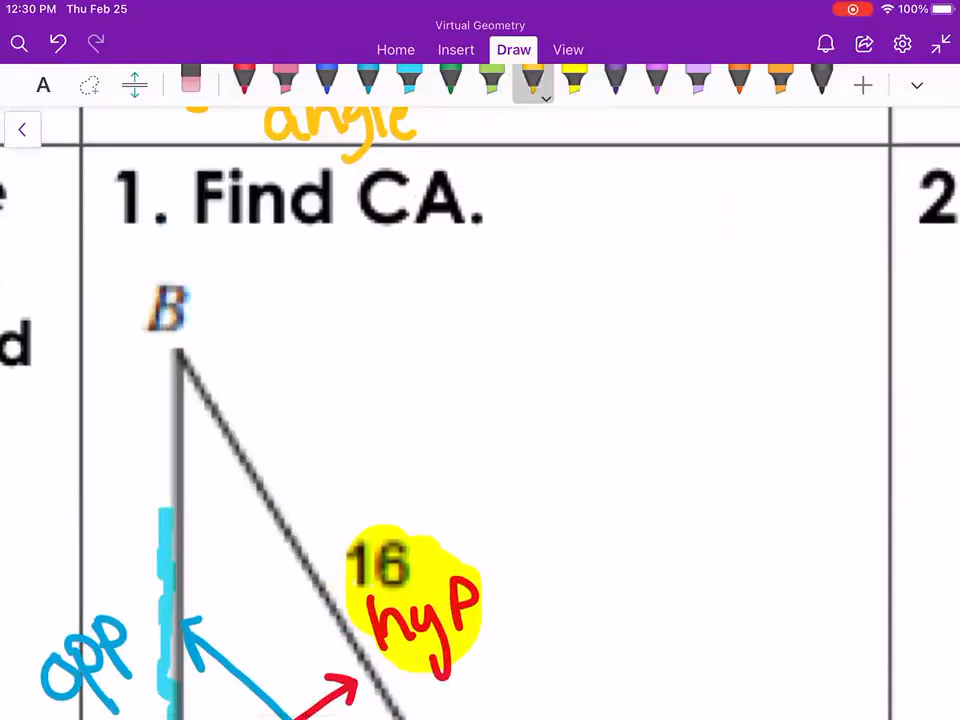 12:30 PM Thu Feb 25
100%
Virtual Geometry
Home Insert Draw View
A
angle
1. Find CA.
2
B
d
16
hyp
opp